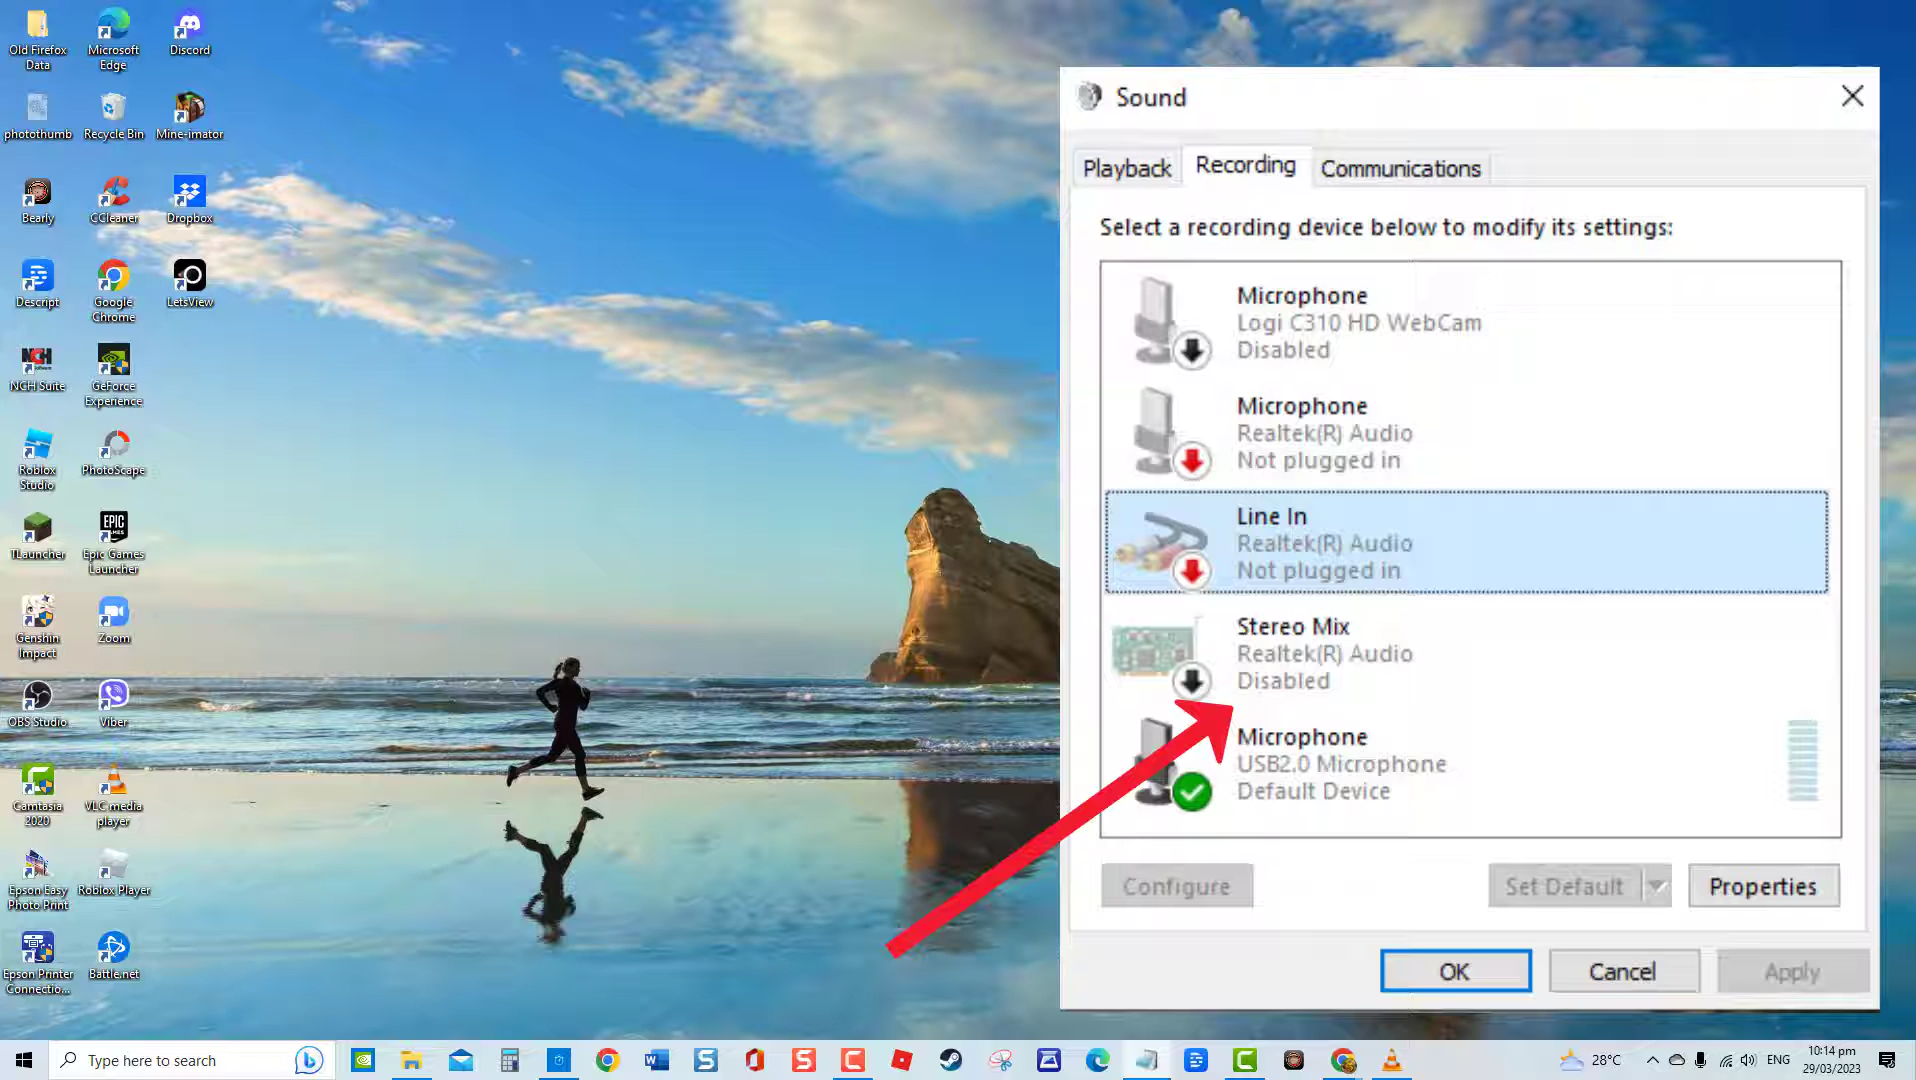 Old Firefox
Data
Microsoft
Edge
Discord
photothumb
Recycle Bin
Mine-imator
Bearly
CCleaner
Dropbox
Descript
Google
Chrome
LetsView
NCH
NCH Suite
GeForce
Experience
Roblox
Studio
PhotoScape
TLauncher
EPIC
GAMES
Epic Games
Launcher
Genshin
Impact
Zoom
OBS Studio
Viber
Camtasia
2020
VLC media
player
Epson Easy
Photo Print
Roblox Player
Epson Printer
Connectio...
Battle.net
Sound
Playback
Recording
Communications
Select a recording device below to modify its settings:
Microphone
Logi C310 HD WebCam
Disabled
Microphone
Realtek(R) Audio
Not plugged in
Line In
Realtek(R) Audio
Not plugged in
Stereo Mix
Realtek(R) Audio
Disabled
Microphone
USB2.0 Microphone
Default Device
Configure
Set Default
Properties
OK
Cancel
Apply
Type here to search
28°C
ENG
10:14 pm
29/03/2023